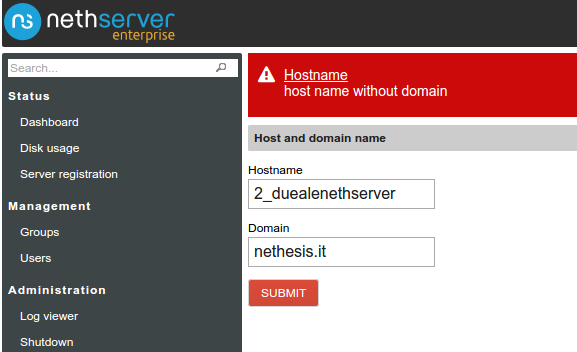 ns nethserver
enterprise
Search...
Status
Dashboard
Disk usage
Server registration
Management
Groups
Users
Administration
Log viewer
Shutdown
Hostname
host name without domain
Host and domain name
Hostname
2_duealenethserver
Domain
nethesis.it
SUBMIT